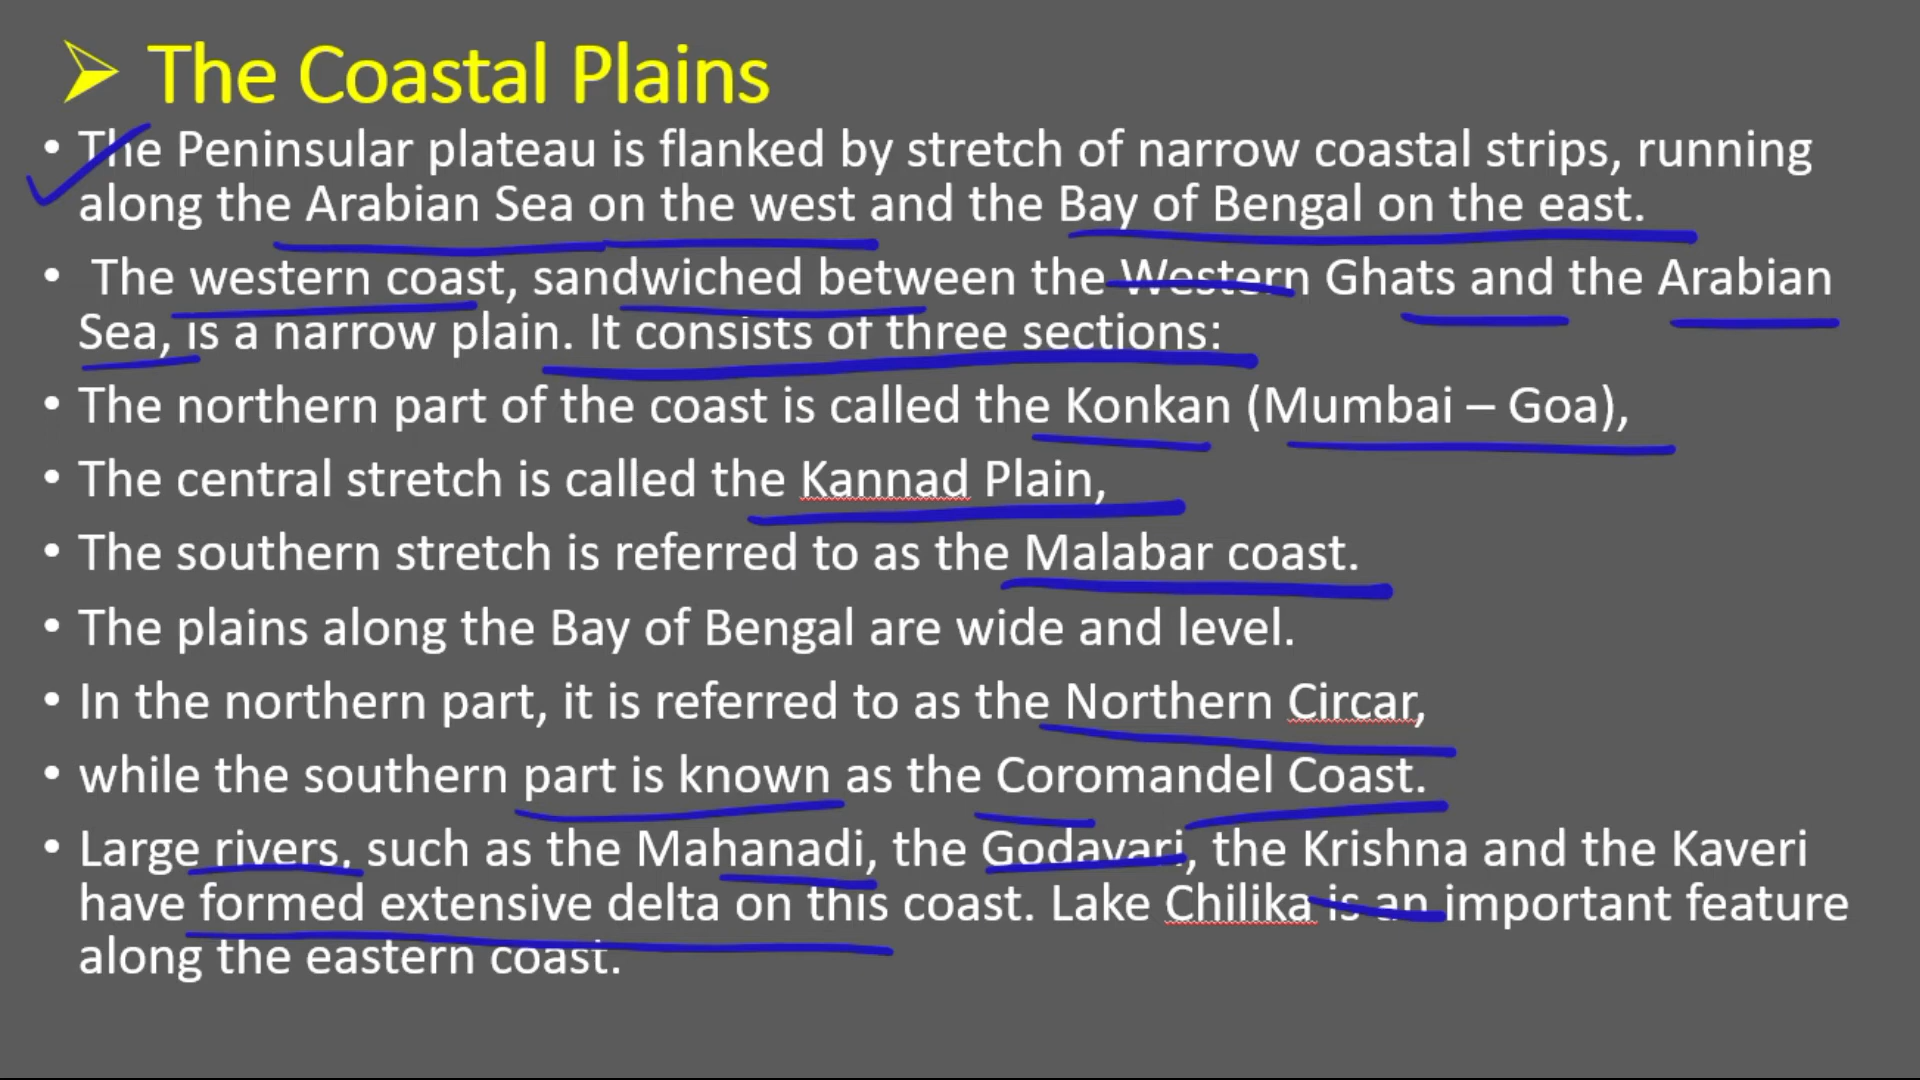 The Coastal Plains
• The Peninsular plateau is flanked by stretch of narrow coastal strips, running
along the Arabian Sea on the west and the Bay of Bengal on the east.
• The western coast, sandwiched between the Western Ghats and the Arabian
Sea, is a narrow plain. It consists of three sections:
• The northern part of the coast is called the Konkan (Mumbai – Goa),
• The central stretch is called the Kannad Plain,
• The southern stretch is referred to as the Malabar coast.
• The plains along the Bay of Bengal are wide and level.
• In the northern part, it is referred to as the Northern Circar,
• while the southern part is known as the Coromandel Coast.
• Large rivers, such as the Mahanadi, the Godavari, the Krishna and the Kaveri
have formed extensive delta on this coast. Lake Chilika is an important feature
along the eastern coast.